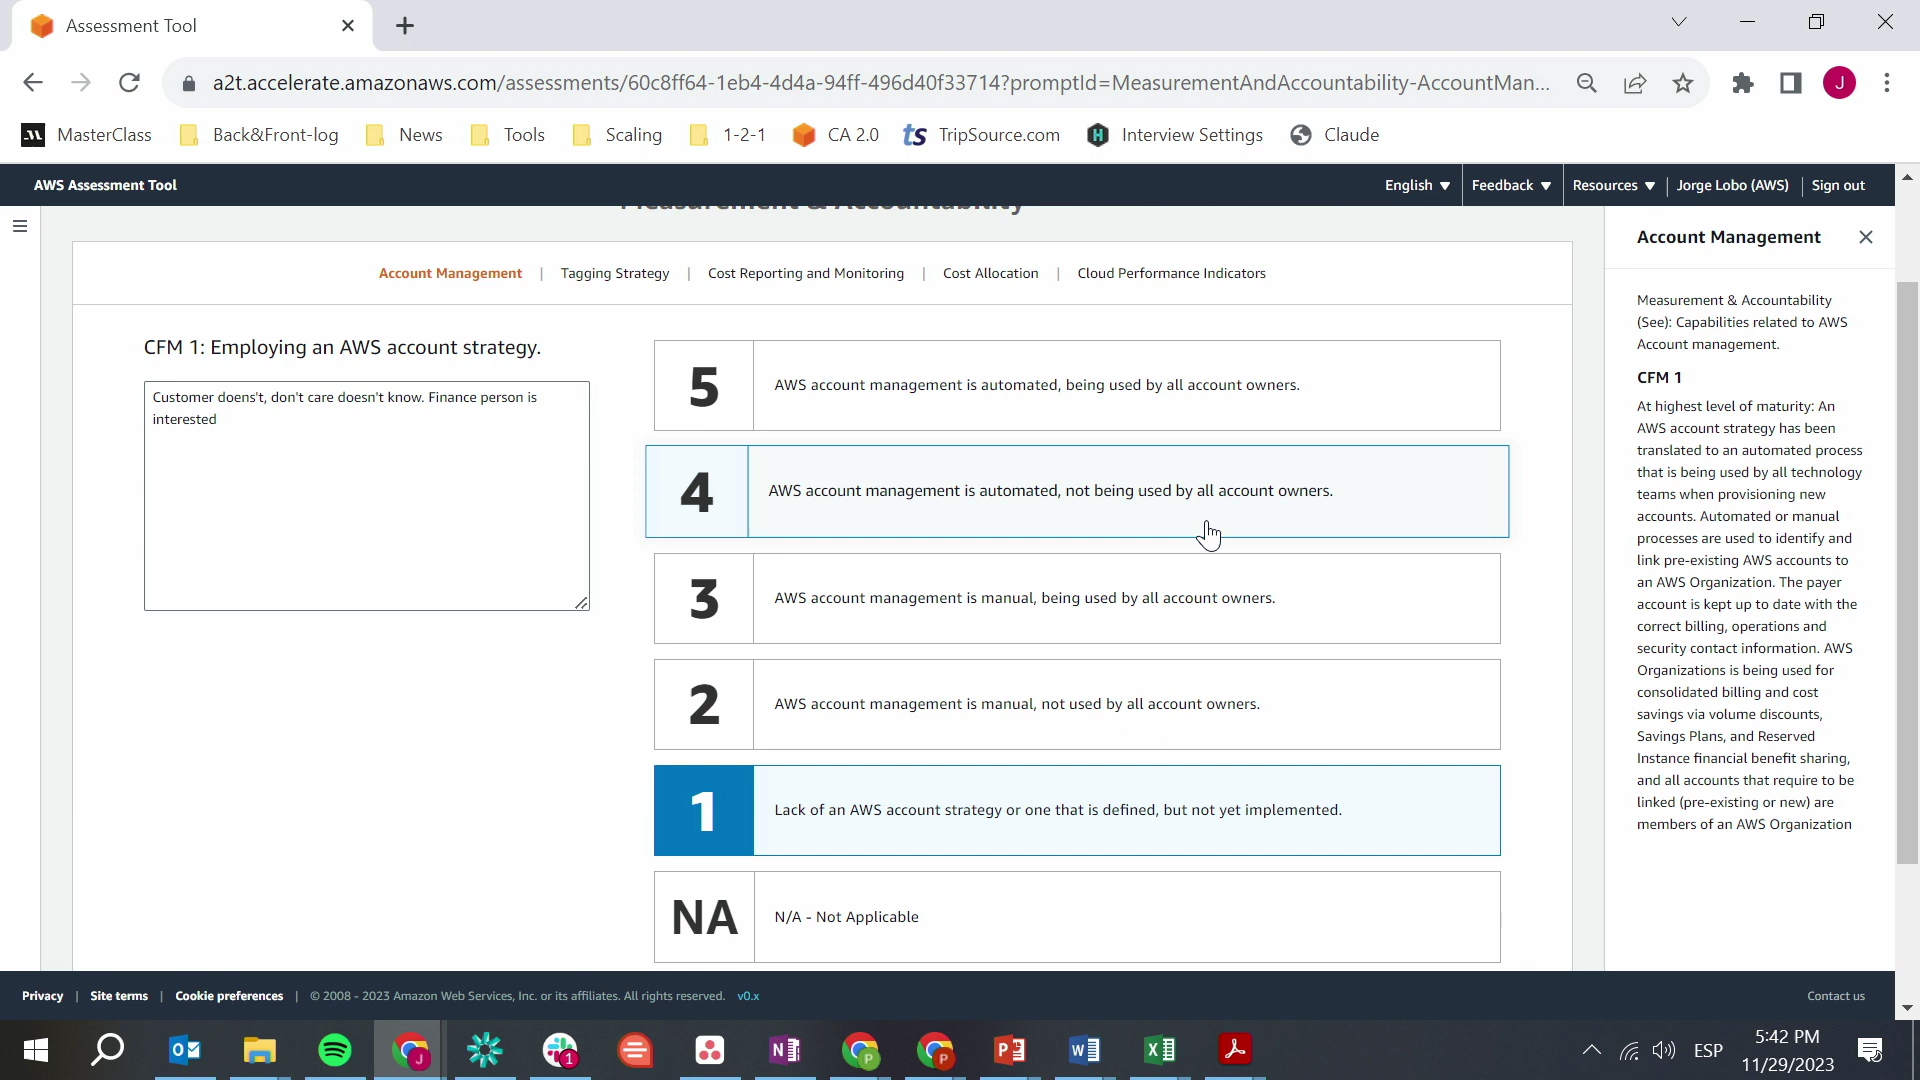 Assessment Tool
a2t.accelerate.amazonaws.com/assessments/60c8ff64-1eb4-4d4a-94ff-496d40f33714?promptId=MeasurementAndAccountability-AccountMan...
J
MasterClass
Back&Front-log
News
Tools
Scaling
1-2-1
CA 2.0
ts TripSource.com
H Interview Settings
Claude
AWS Assessment Tool
English
Feedback
Resources
Jorge Lobo (AWS)
Sign out
Measurement & Accountability
Account Management | Tagging Strategy | Cost Reporting and Monitoring | Cost Allocation | Cloud Performance Indicators
CFM 1: Employing an AWS account strategy.
Customer doens't, don't care doesn't know. Finance person is
interested
5 AWS account management is automated, being used by all account owners.
4 AWS account management is automated, not being used by all account owners.
3 AWS account management is manual, being used by all account owners.
2 AWS account management is manual, not used by all account owners.
1 Lack of an AWS account strategy or one that is defined, but not yet implemented.
NA N/A - Not Applicable
Account Management
Measurement & Accountability
(See): Capabilities related to AWS
Account management.
CFM 1
At highest level of maturity: An
AWS account strategy has been
translated to an automated process
that is being used by all technology
teams when provisioning new
accounts. Automated or manual
processes are used to identify and
link pre-existing AWS accounts to
an AWS Organization. The payer
account is kept up to date with the
correct billing, operations and
security contact information. AWS
Organizations is being used for
consolidated billing and cost
savings via volume discounts,
Savings Plans, and Reserved
Instance financial benefit sharing,
and all accounts that require to be
linked (pre-existing or new) are
members of an AWS Organization
Privacy | Site terms | Cookie preferences | © 2008 - 2023 Amazon Web Services, Inc. or its affiliates. All rights reserved. v0.x
Contact us
ESP
5:42 PM
11/29/2023